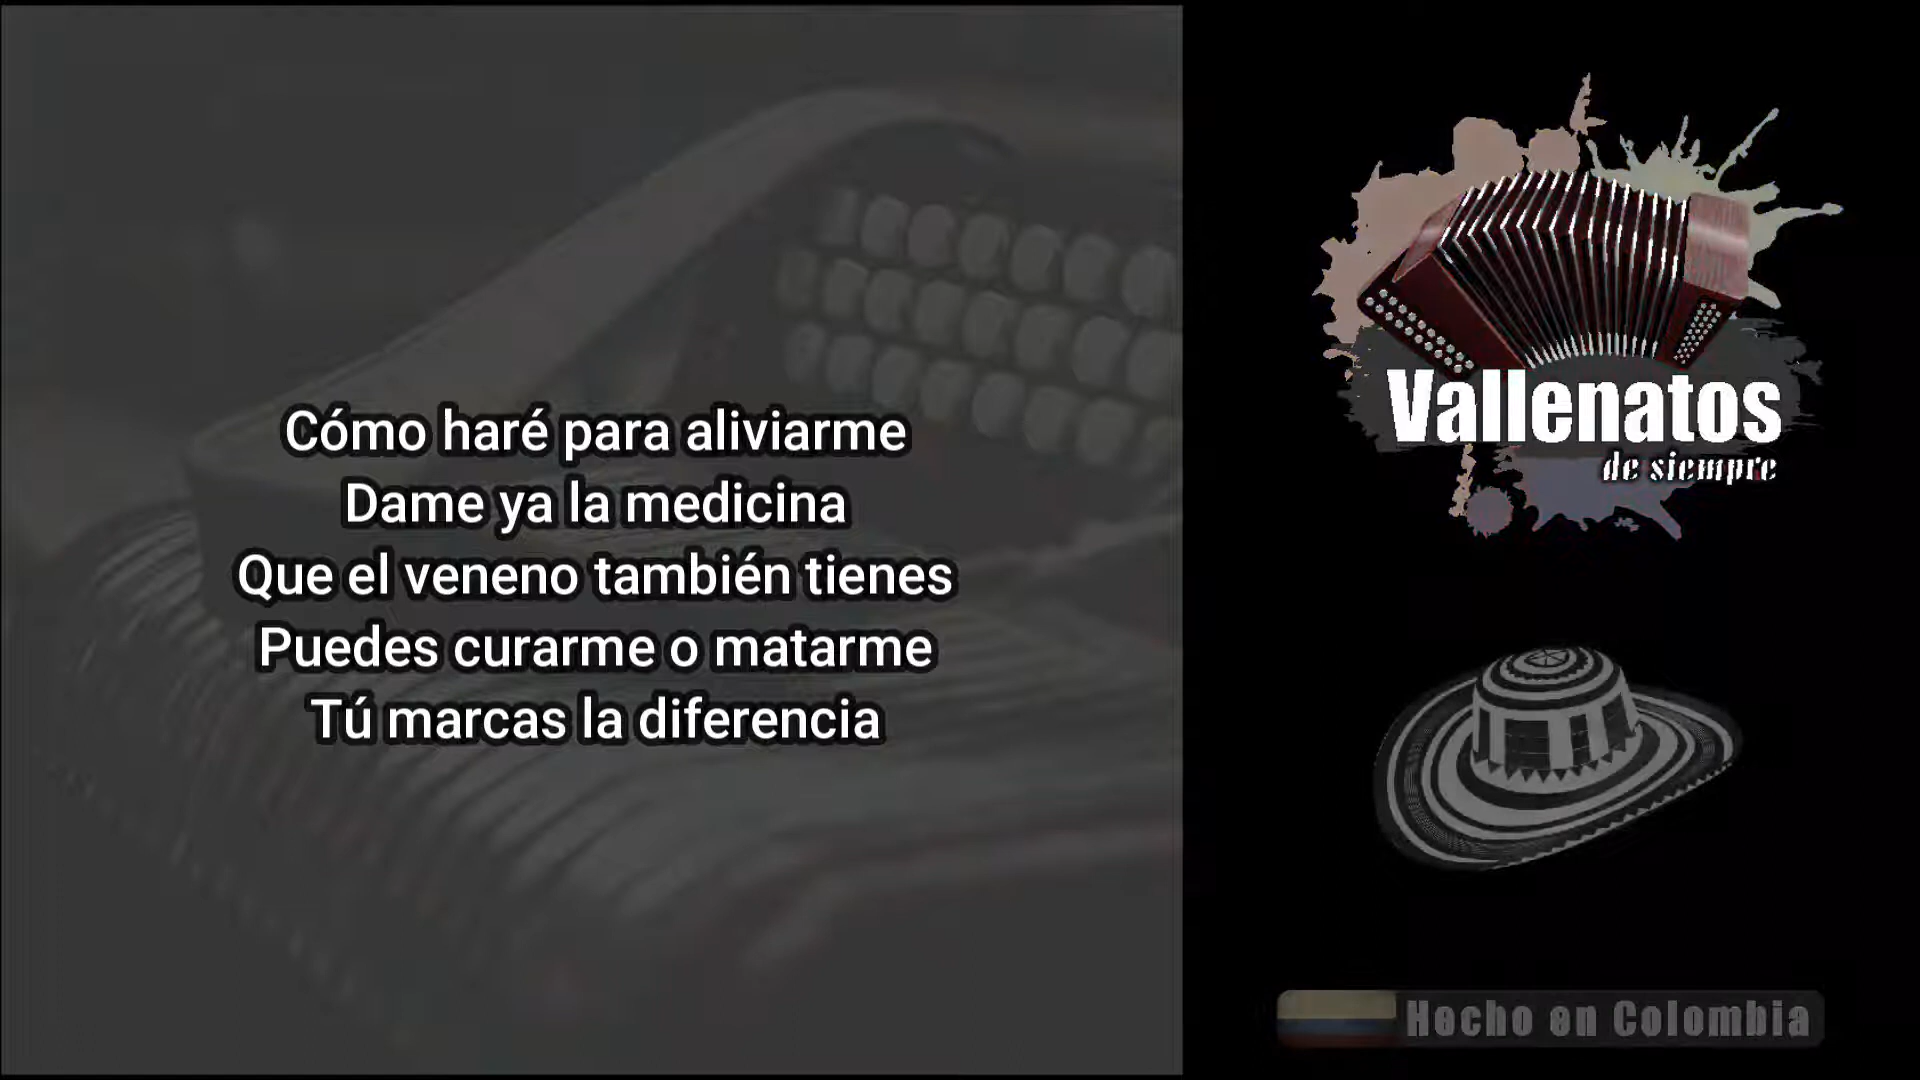 Cómo haré para aliviarme
Dame ya la medicina
Que el veneno también tienes
Puedes curarme o matarme
Tú marcas la diferencia
Vallenatos
de siempre
Hecho en Colombia